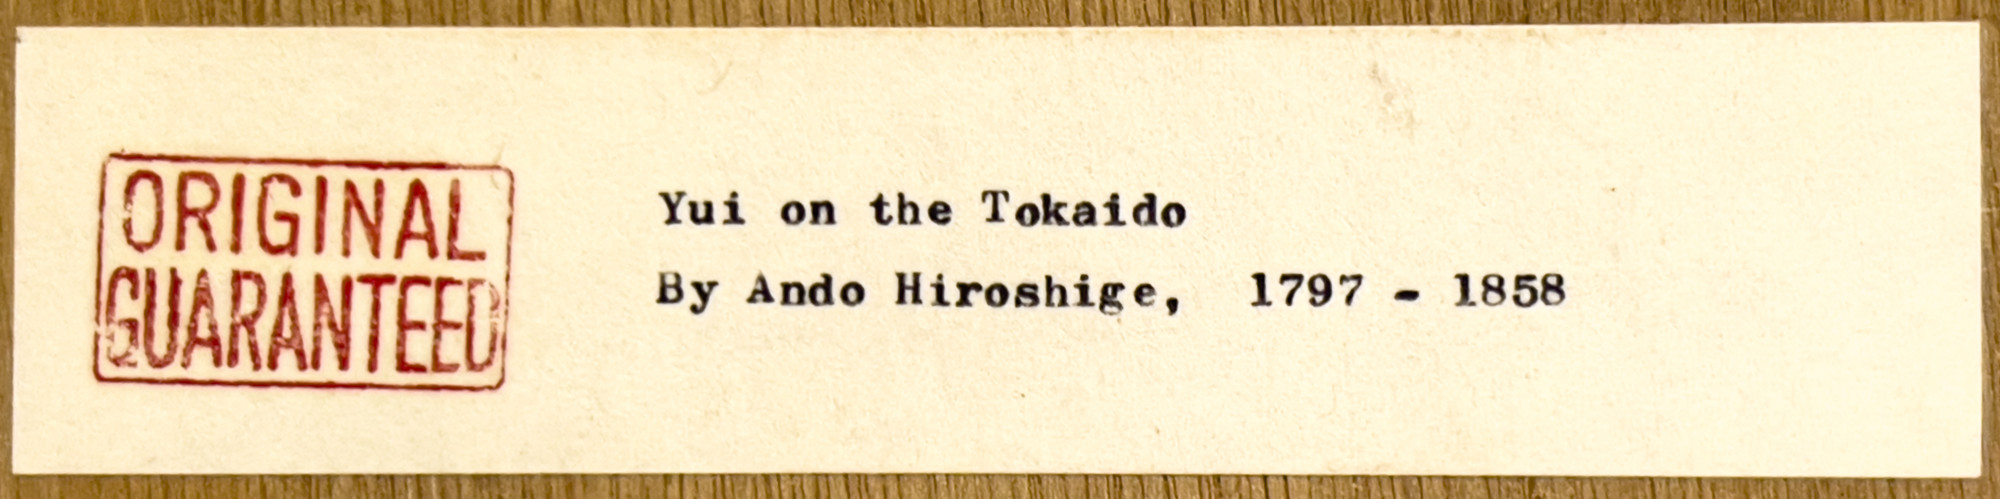 ORIGINAL
GUARANTEED
Yui on the Tokaido
By Ando Hiroshige, 1797 - 1858